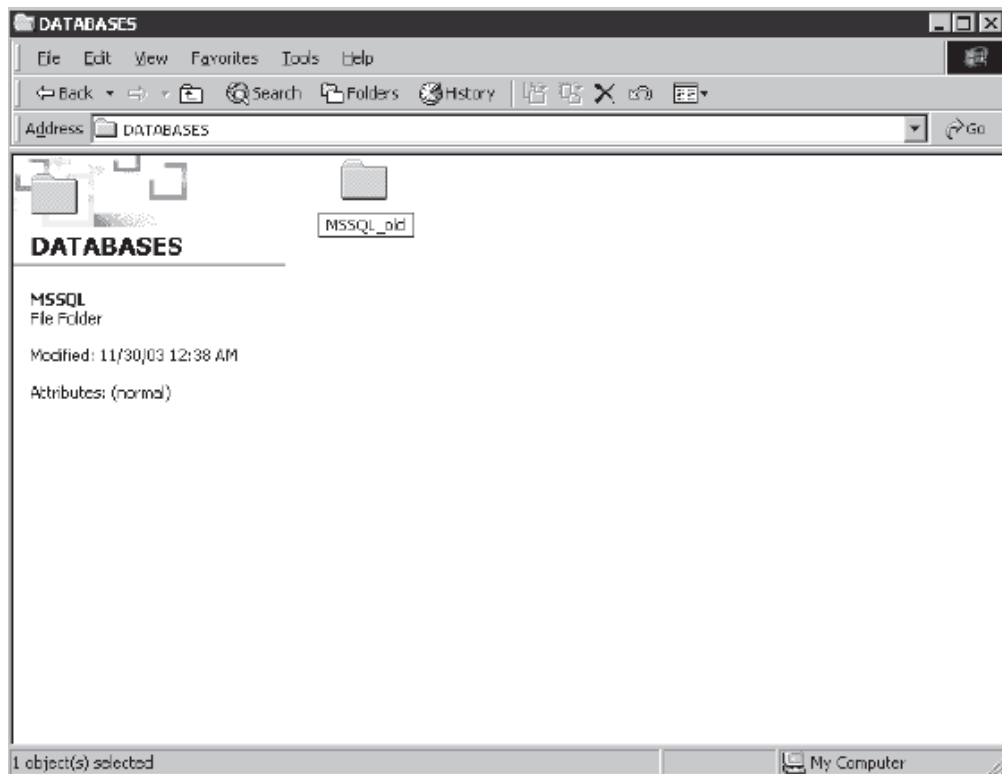 DATABASES
File Edit View Favorites Tools Help
Back Search Folders History
Address DATABASES Go
MSSQL_old
DATABASES
MSSQL
File Folder
Modified: 11/30/03 12:38 AM
Attributes: (normal)
1 object(s) selected My Computer